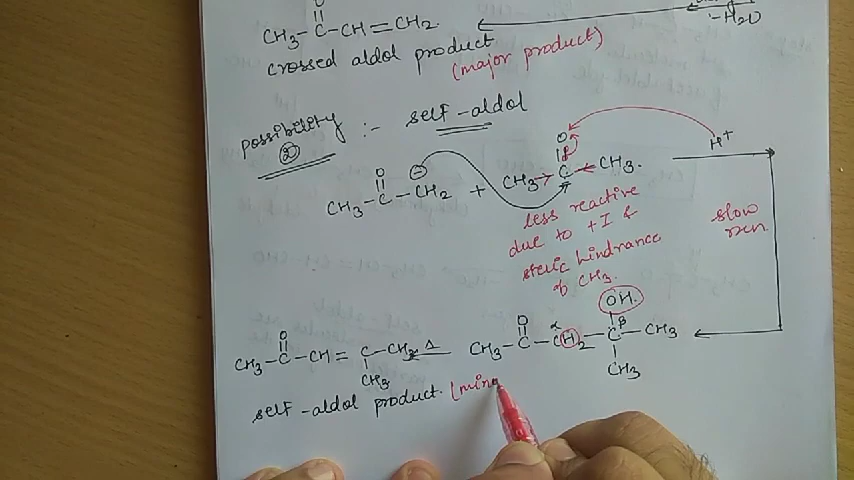 O
CH₃-C-CH=CH₂.
-H₂O
crossed aldol product
(major product)
possibility ② :- self-aldol
O
CH₃-C-CH₂ + CH₃→C←CH₃.
⊖
O
H⁺
less reactive
due to +I &
steric hindrance
of CH₃.
slow
rxn
OH.
O
CH₃-C-CH=C-CH₃
CH₃
Δ
O
α
β
CH₃-C-CH₂-C-CH₃
CH₃
self-aldol product. (mino